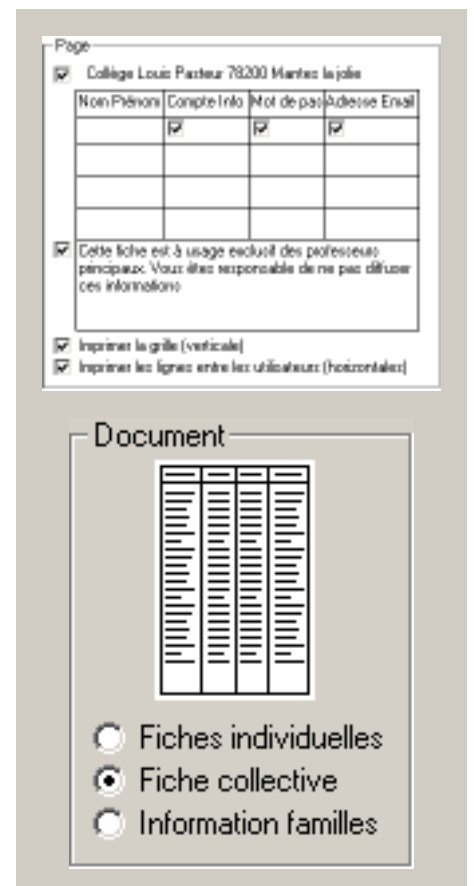 Page
Collège Louis Pasteur 78200 Mantes la jolie
Nom Prénom Compte Info Mot de pas Adresse Email
Cette fiche est à usage exclusif des professeurs
principaux. Vous êtes responsable de ne pas diffuser
ces informations
Imprimer la grille (verticale)
Imprimer les lignes entre les utilisateurs (horizontales)
Document
Fiches individuelles
Fiche collective
Information familles